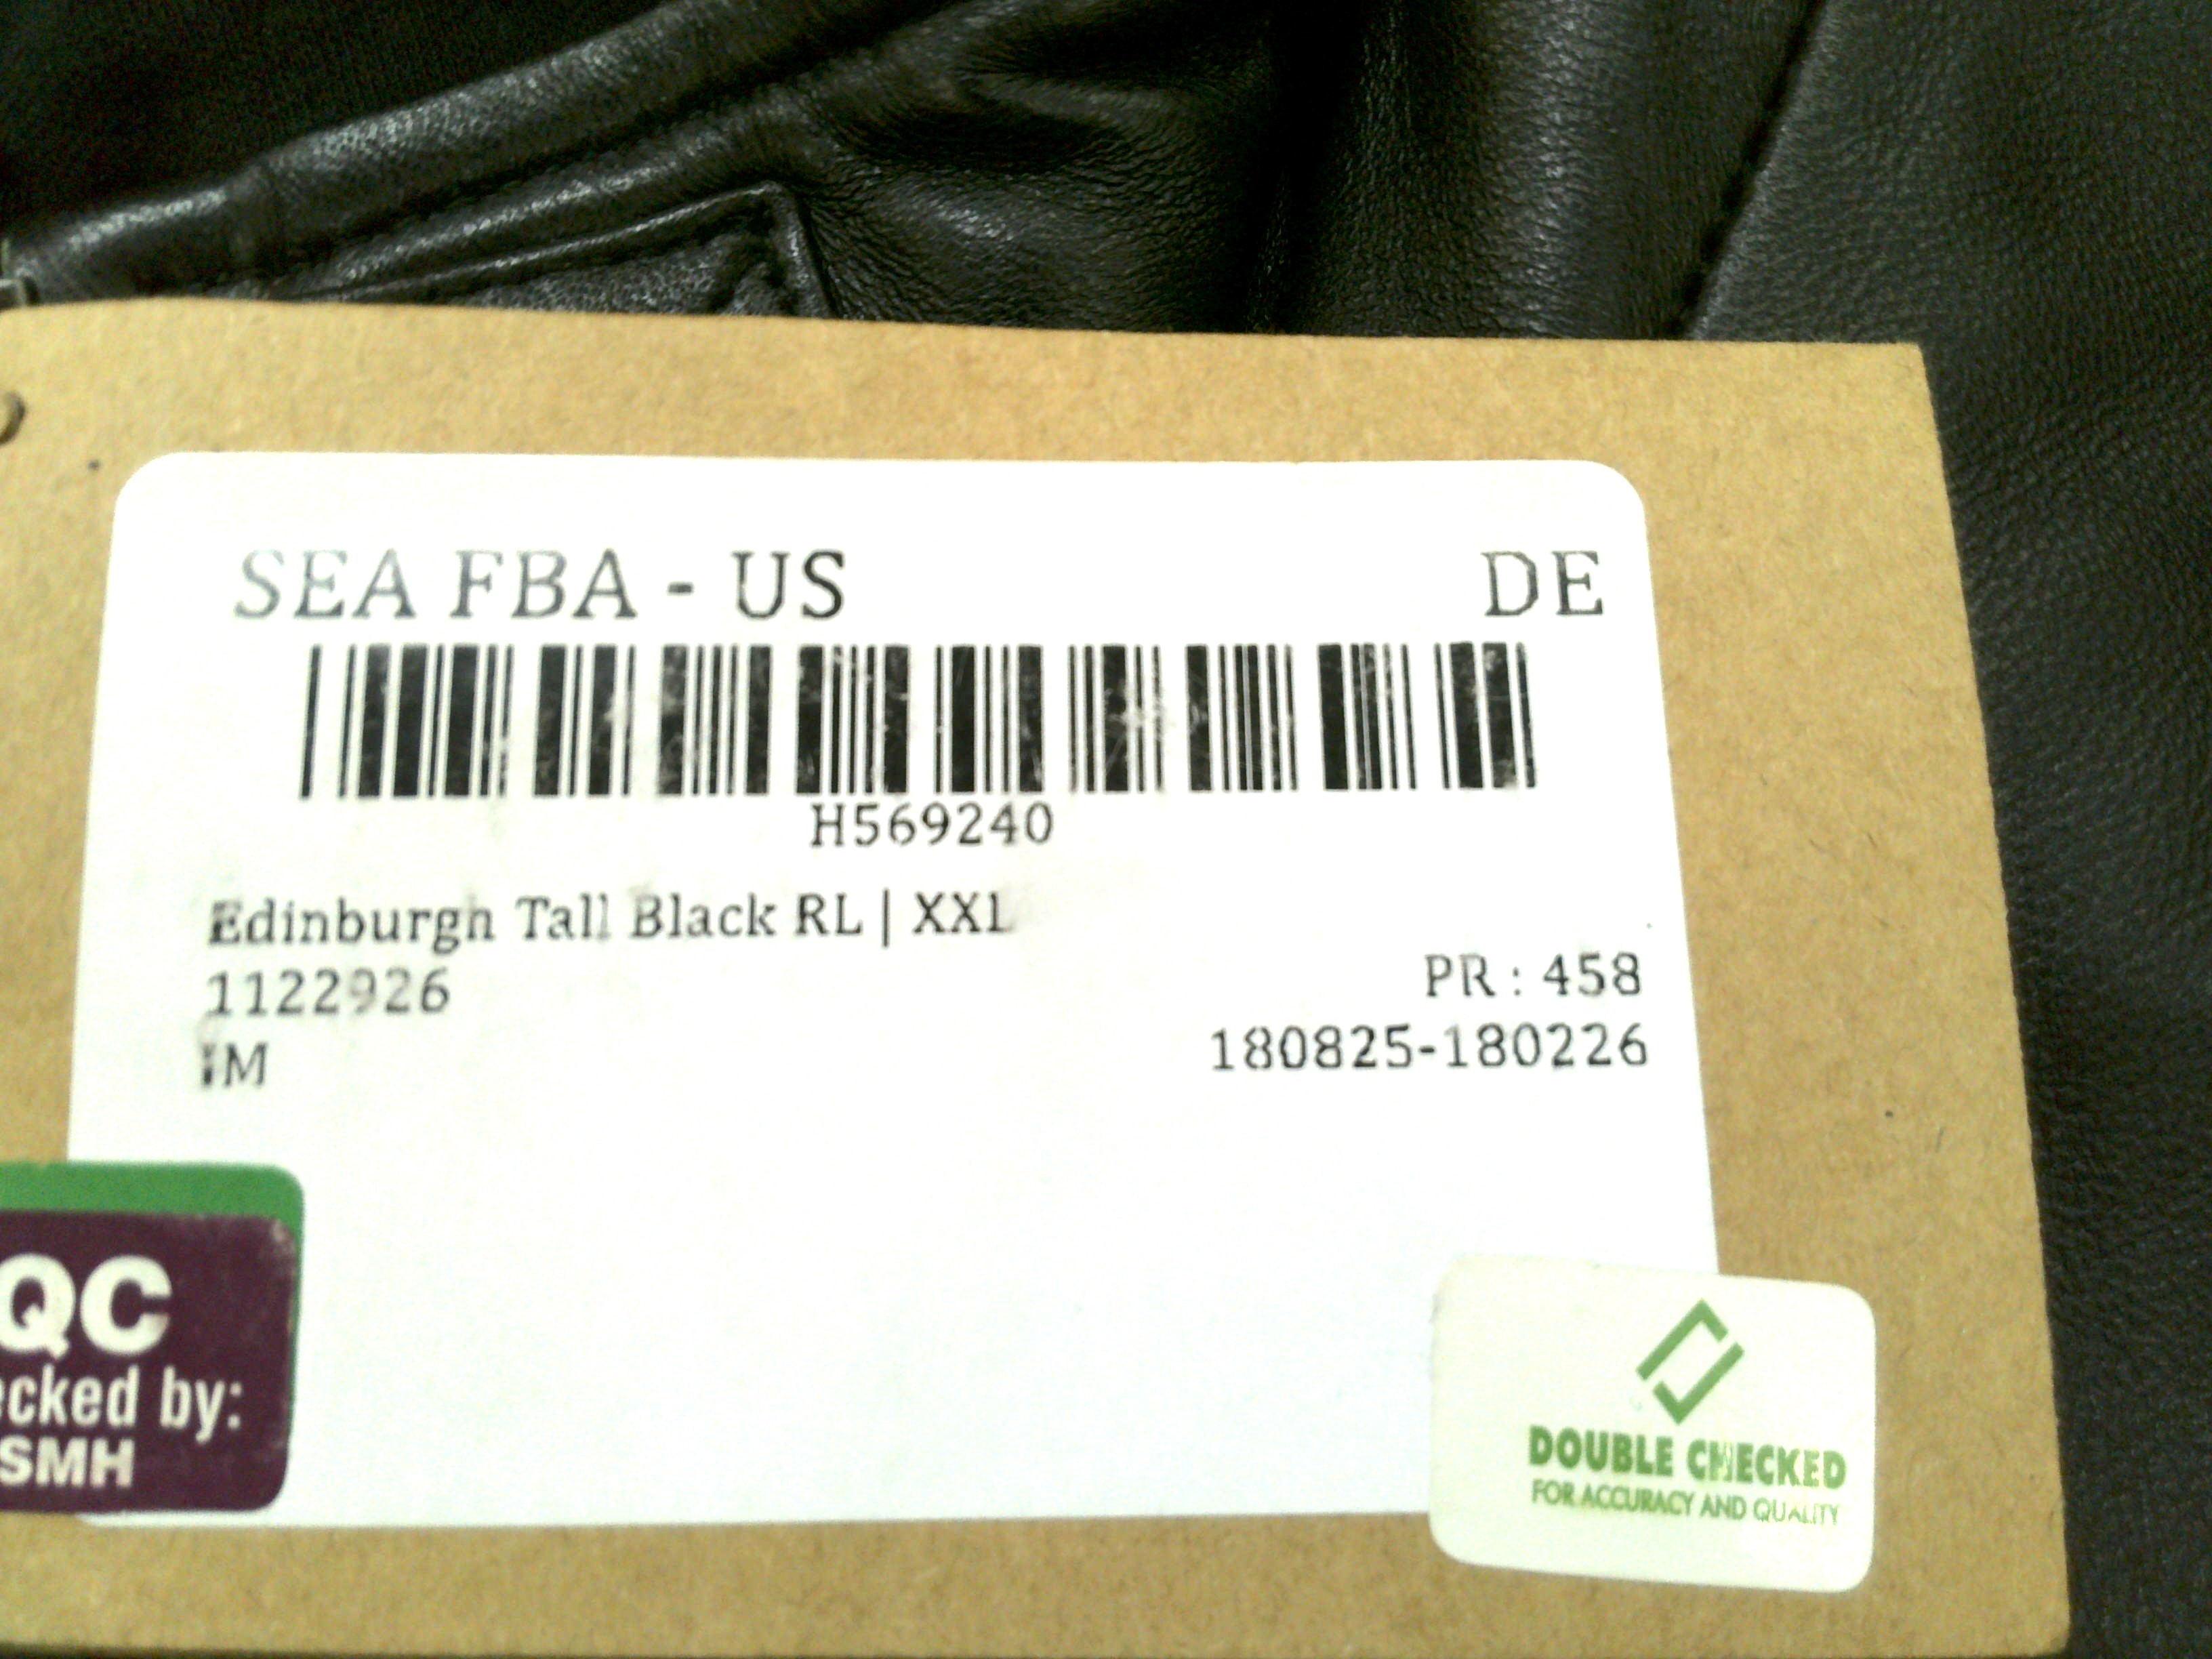 SEA FBA - US DE
H569240
Edinburgh Tall Black RL | XXL
1122926
PR : 458
IM
180825-180226
QC
ecked by:
SMH
DOUBLE CHECKED
FOR ACCURACY AND QUALITY